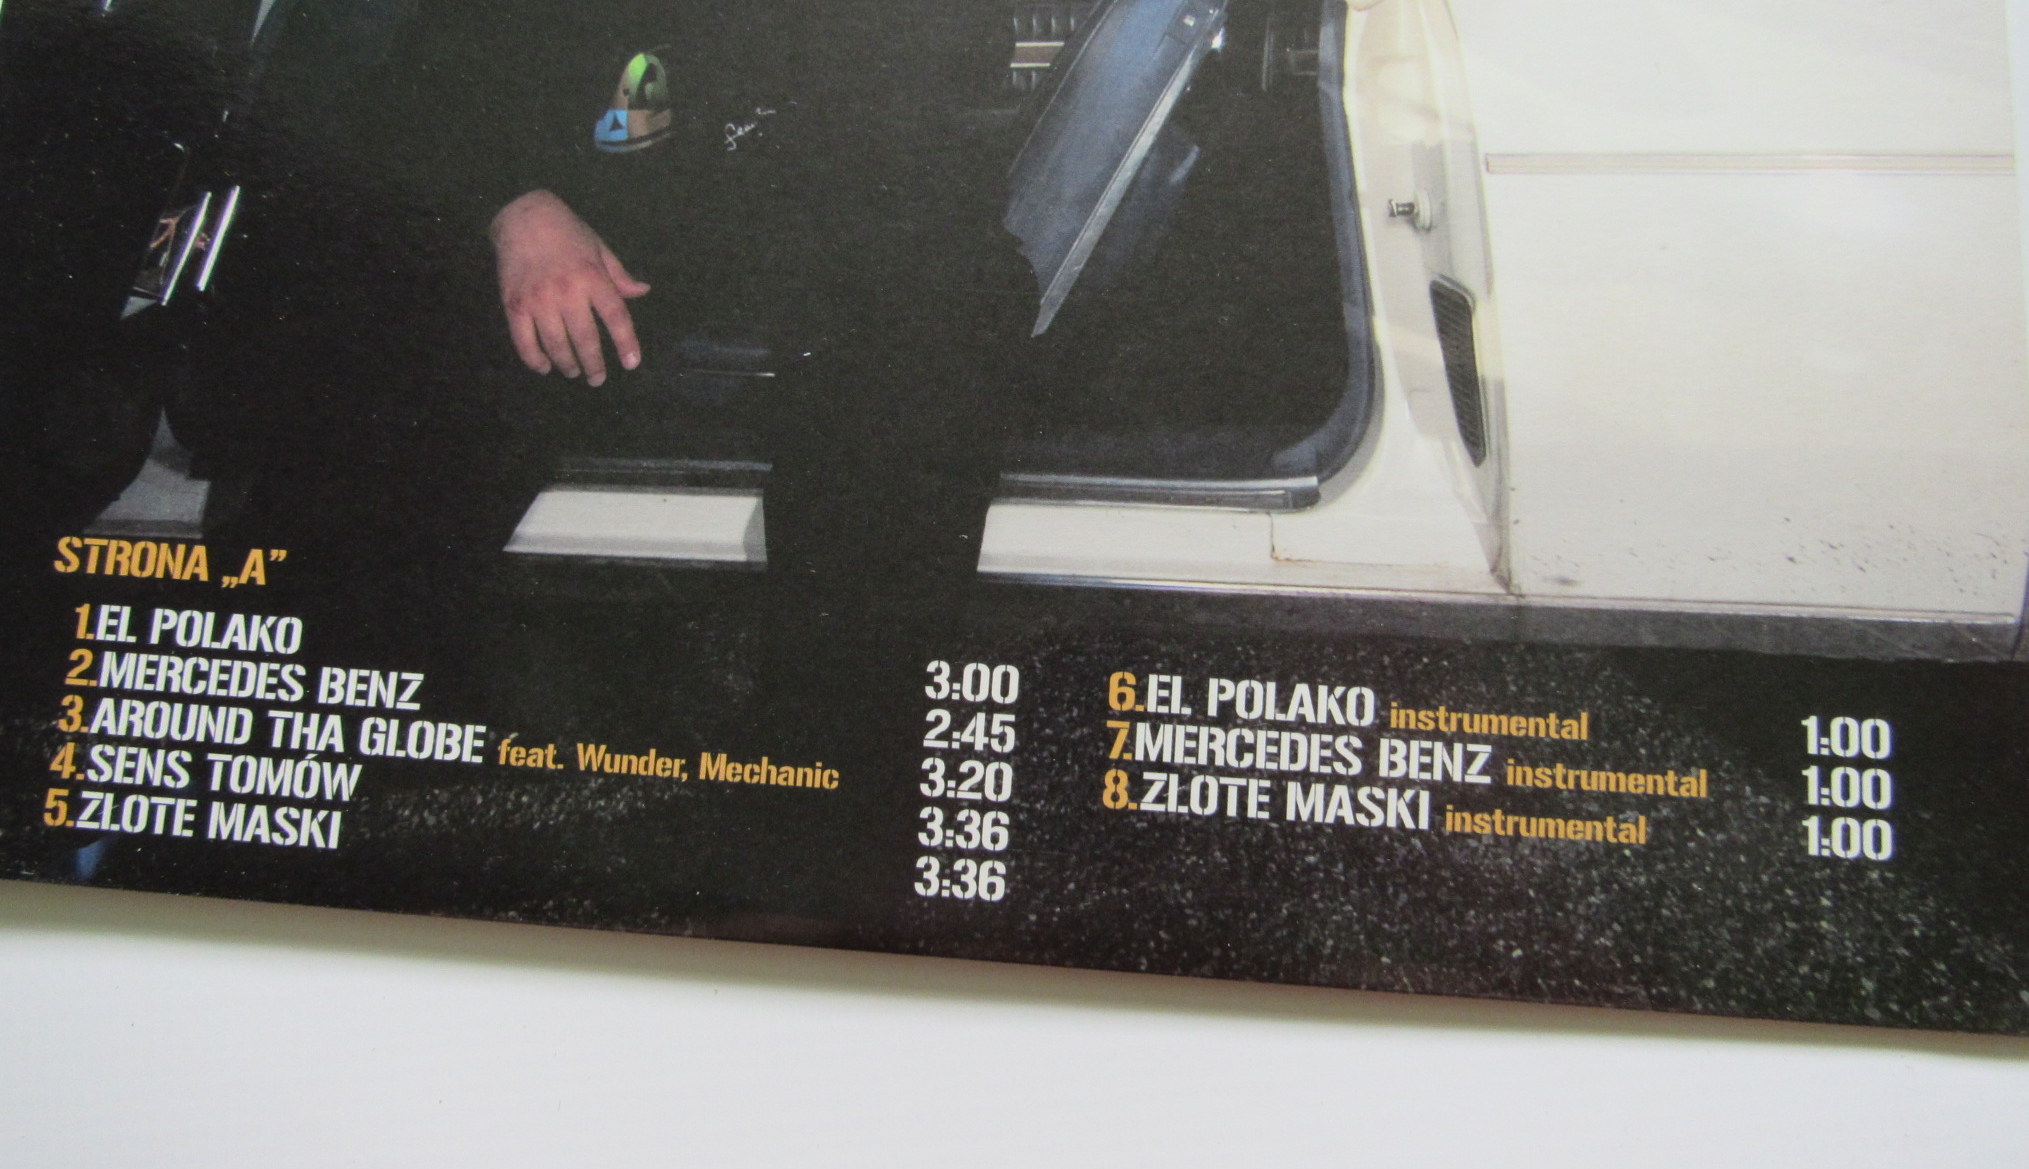 STRONA „A”
1.EL POLAKO 3:00
2.MERCEDES BENZ 2:45
3.AROUND THA GLOBE feat. Wunder, Mechanic 3:20
4.SENS TOMÓW 3:36
5.ZŁOTE MASKI 3:36
6.EL POLAKO instrumental 1:00
7.MERCEDES BENZ instrumental 1:00
8.ZŁOTE MASKI instrumental 1:00